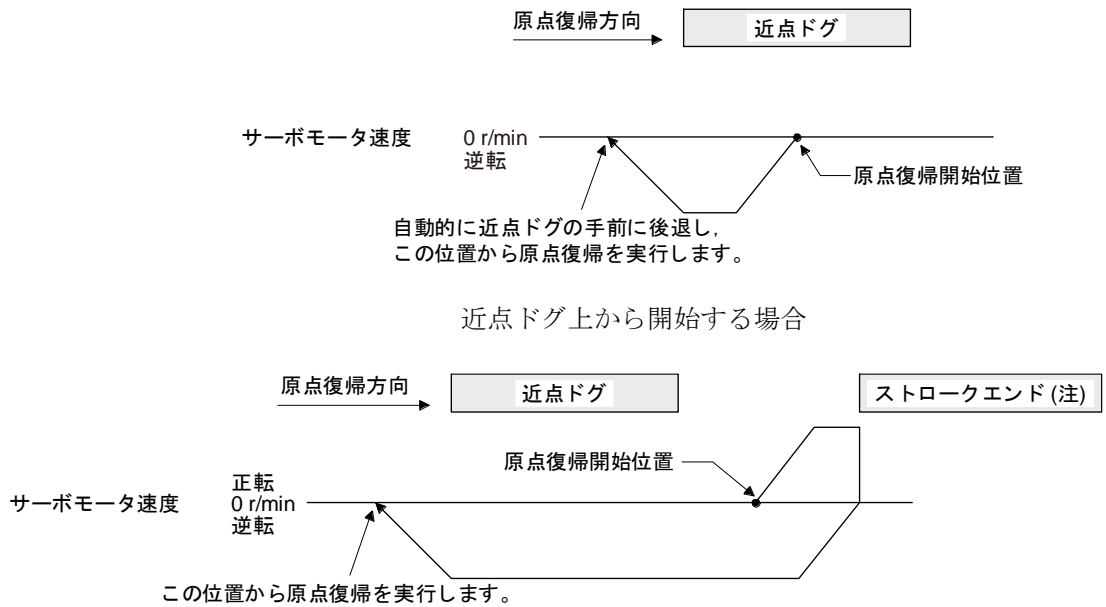 原点復帰方向
近点ドグ
サーボモータ速度
0 r/min
逆転
原点復帰開始位置
自動的に近点ドグの手前に後退し,
この位置から原点復帰を実行します。
近点ドグ上から開始する場合
原点復帰方向
近点ドグ
ストロークエンド (注)
原点復帰開始位置
サーボモータ速度
正転
0 r/min
逆転
この位置から原点復帰を実行します。